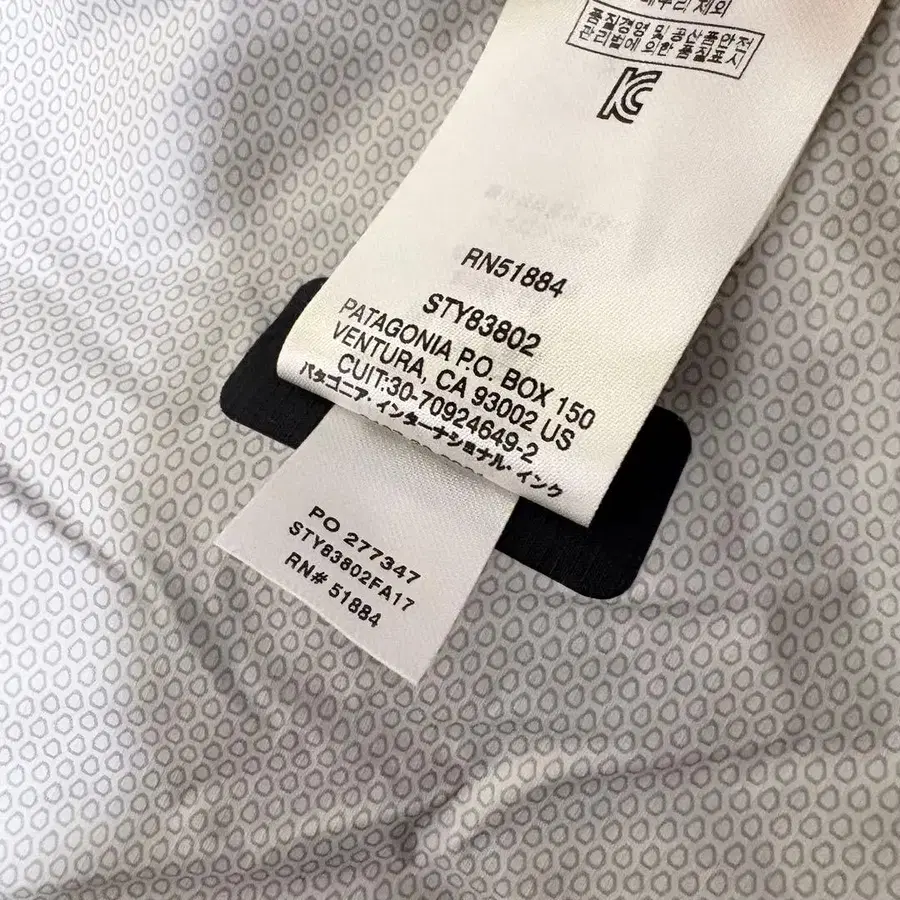 제외
품질경영 및 공산품안전
관리법에 의한 품질표시
RN51884
STY83802
PATAGONIA P.O. BOX 150
VENTURA, CA 93002 US
CUIT:30-70924649-2
パタゴニア・インターナショナル・インク
PO 277347
STY83802FA17
RN# 51884